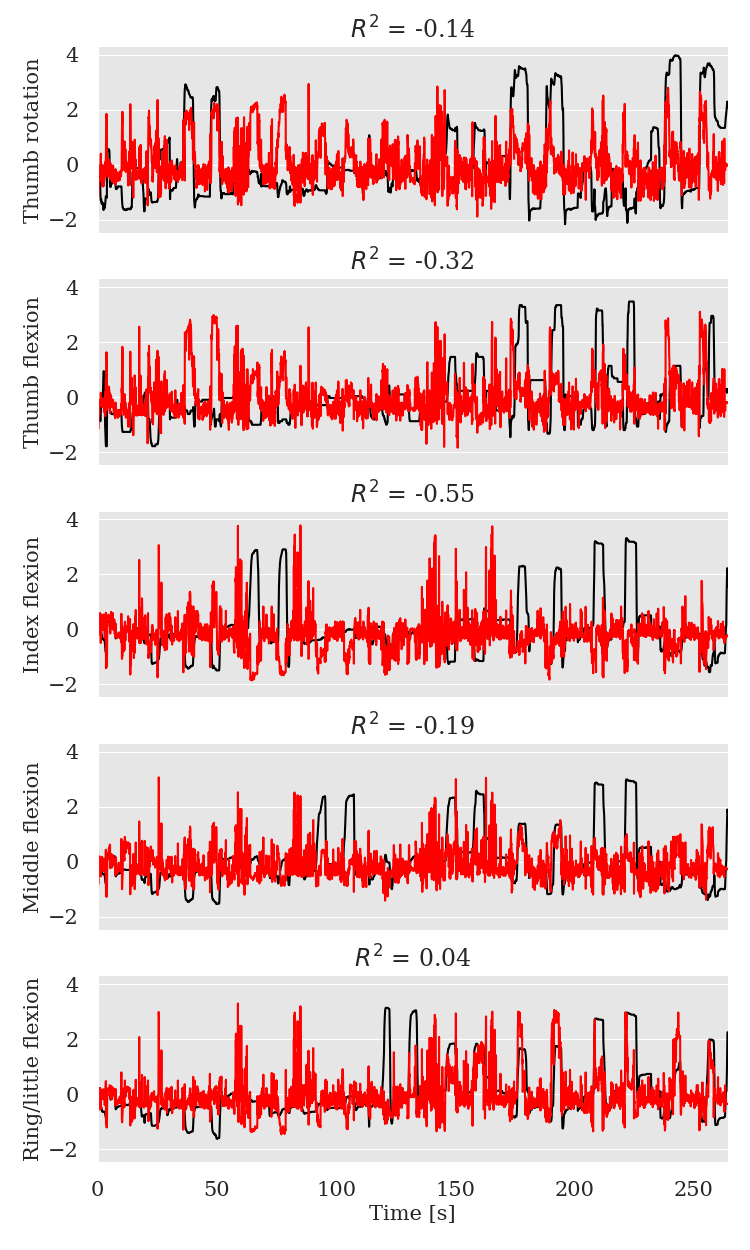 R² = -0.14
Thumb rotation
4
2
0
−2
R² = -0.32
Thumb flexion
4
2
0
−2
R² = -0.55
Index flexion
4
2
0
−2
R² = -0.19
Middle flexion
4
2
0
−2
R² = 0.04
Ring/little flexion
4
2
0
−2
0 50 100 150 200 250
Time [s]